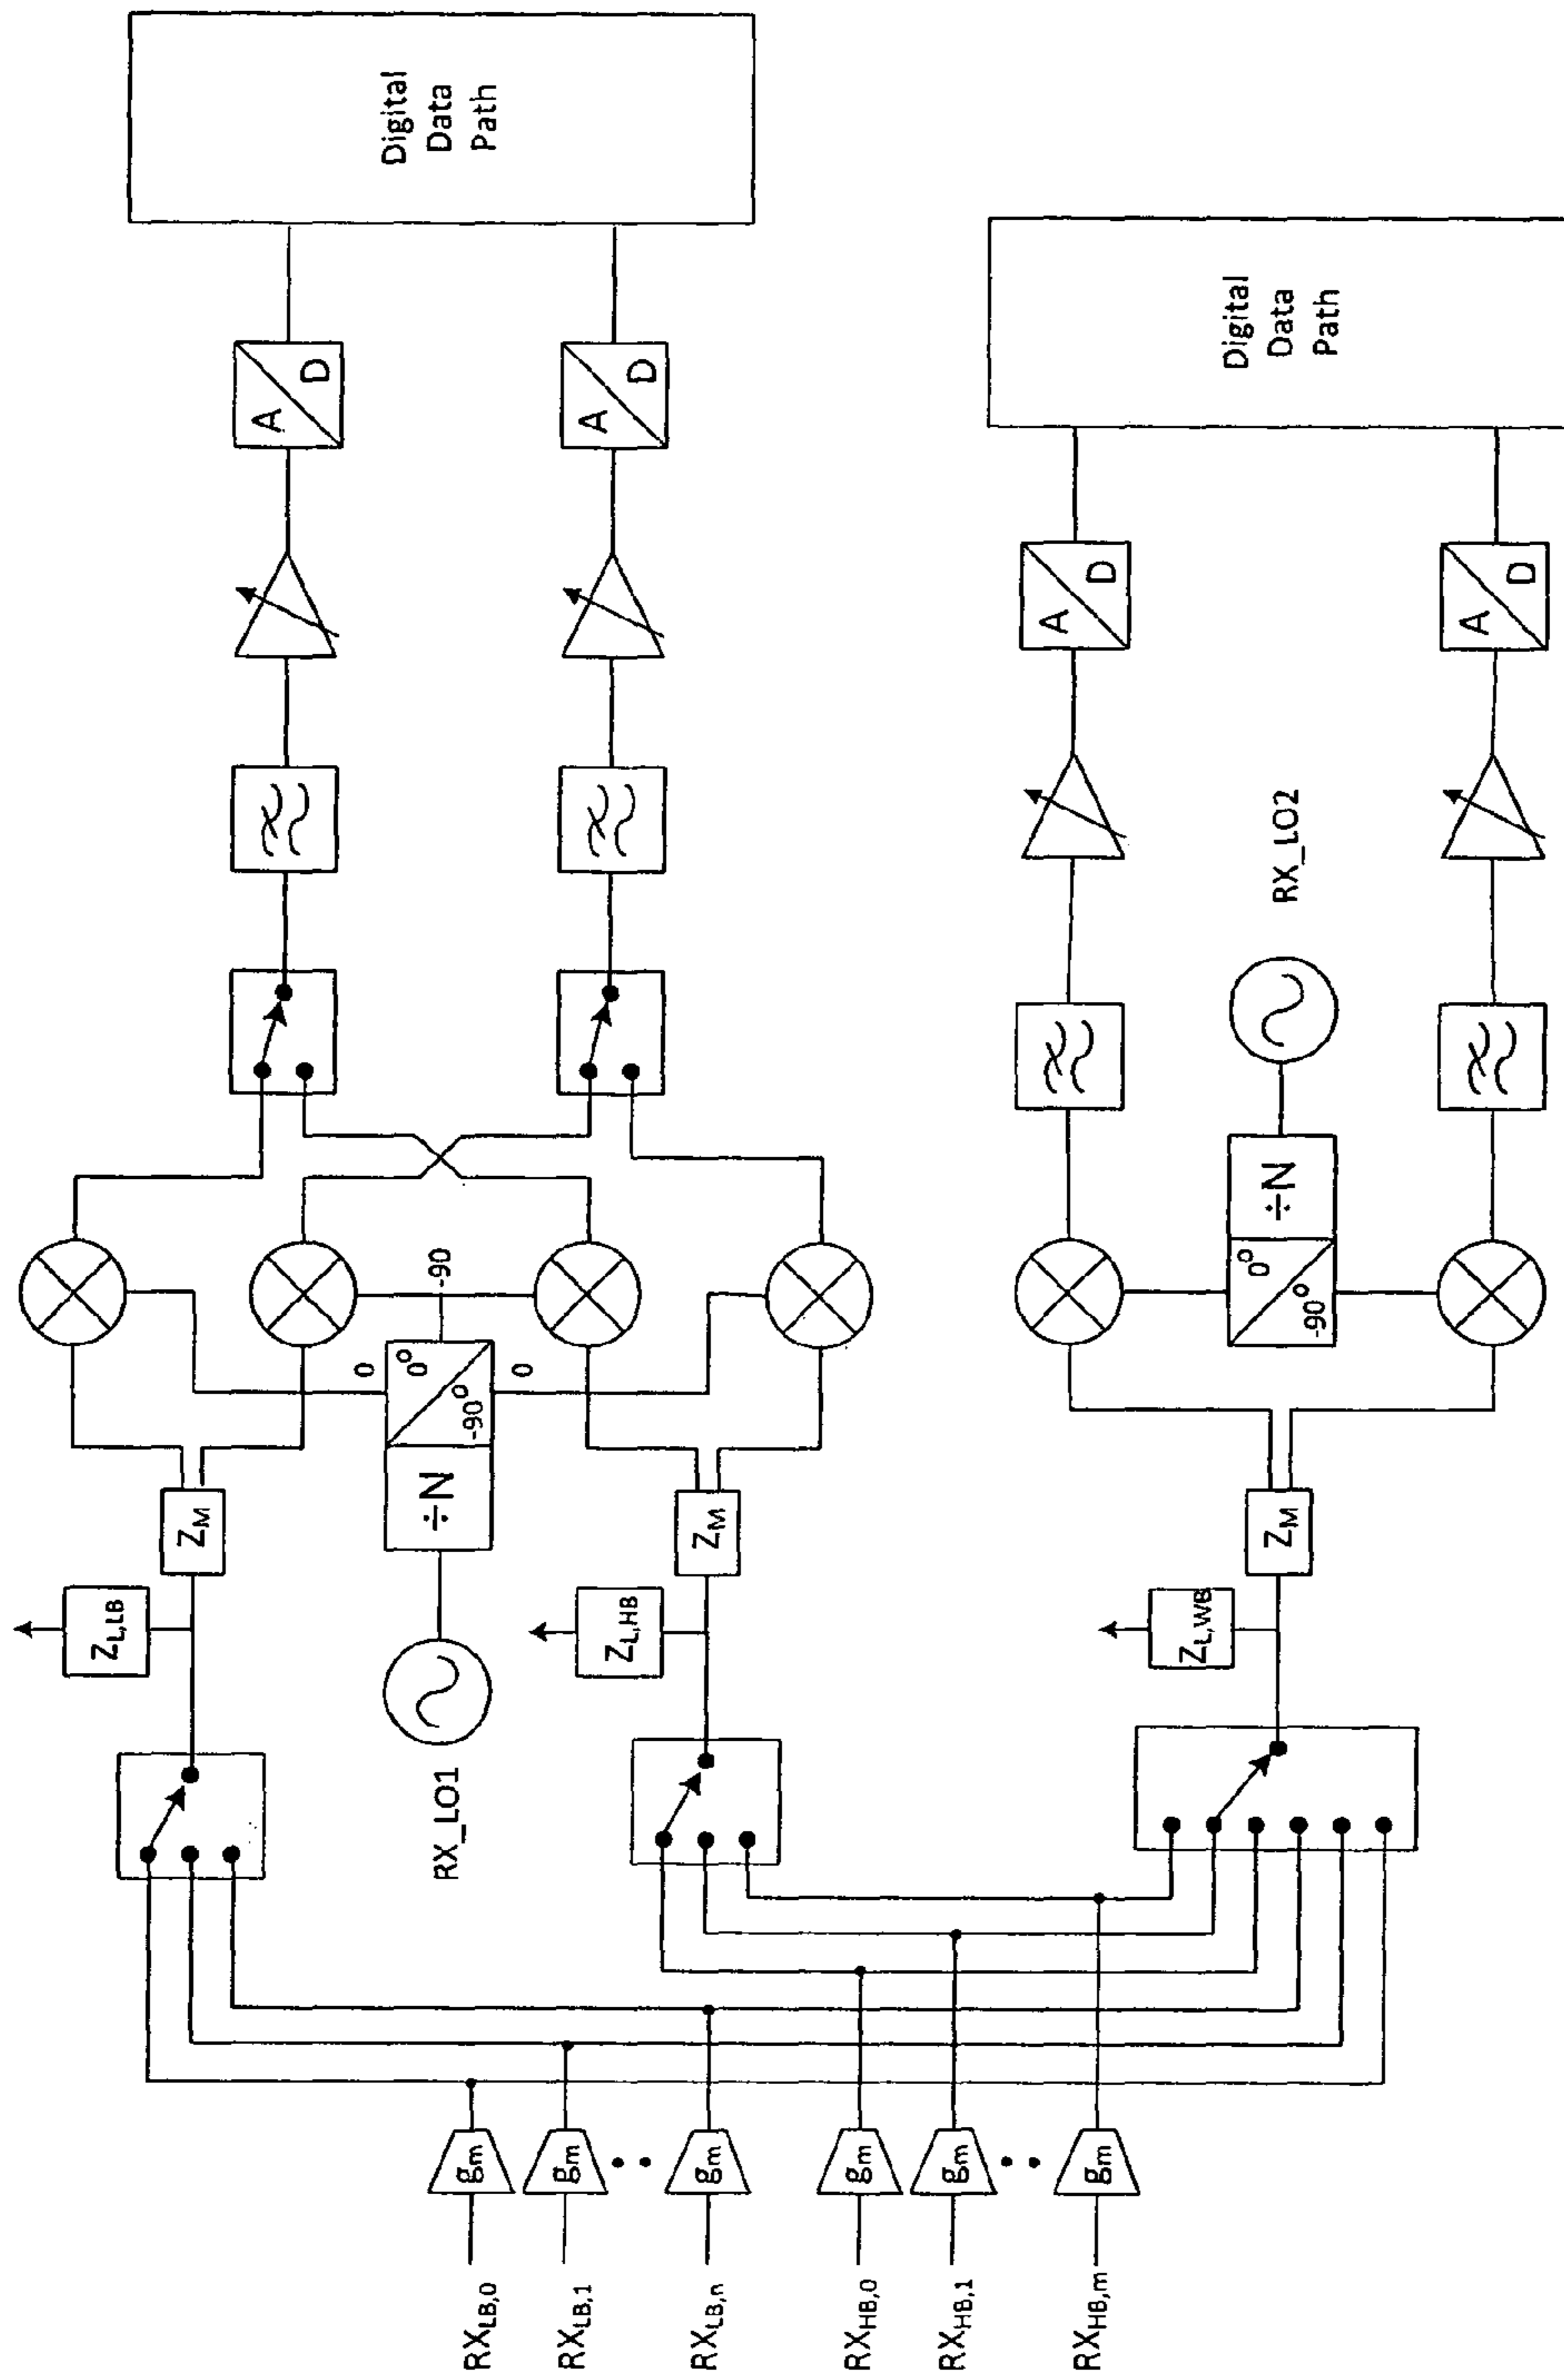 Digital
Data
Path
A
D
A
D
Digital
Data
Path
A
D
A
D
RX_LO2
-90
0
0°
-90°
0
÷N
0°
-90°
÷N
Z_M
Z_M
Z_M
Z_L,LB
Z_L,HB
Z_L,WB
RX_LO1
g_m
g_m
g_m
g_m
g_m
g_m
RX_LB,0
RX_LB,1
RX_LB,n
RX_HB,0
RX_HB,1
RX_HB,m